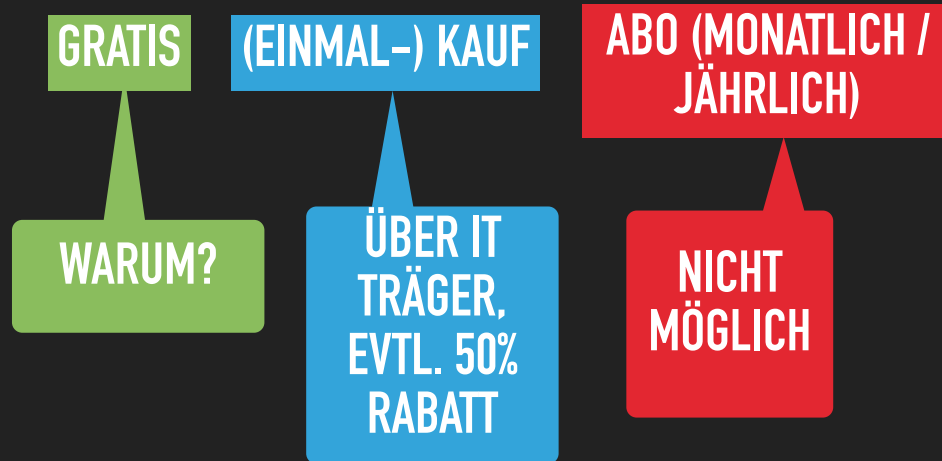 GRATIS
(EINMAL-) KAUF
ABO (MONATLICH /
JÄHRLICH)
WARUM?
ÜBER IT
TRÄGER,
EVTL. 50%
RABATT
NICHT
MÖGLICH